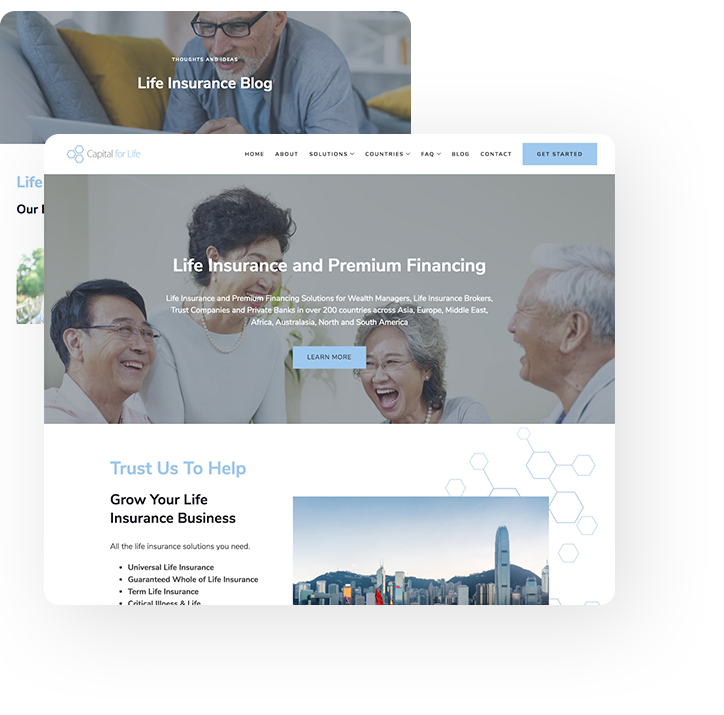 THOUGHTS AND IDEAS
Life Insurance Blog
Life
Our
Capital for Life
HOME ABOUT SOLUTIONS COUNTRIES FAQ BLOG CONTACT GET STARTED
Life Insurance and Premium Financing
Life Insurance and Premium Financing Solutions for Wealth Managers, Life Insurance Brokers,
Trust Companies and Private Banks in over 200 countries across Asia, Europe, Middle East,
Africa, Australasia, North and South America
LEARN MORE
Trust Us To Help
Grow Your Life
Insurance Business
All the life insurance solutions you need.
• Universal Life Insurance
• Guaranteed Whole of Life Insurance
• Term Life Insurance
• Critical Illness & Life